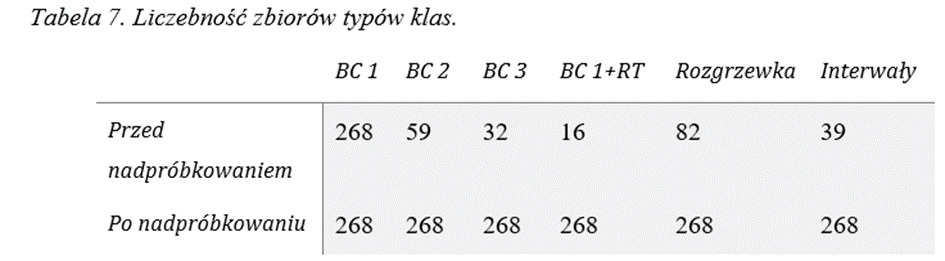 Tabela 7. Liczebność zbiorów typów klas.
BC 1 BC 2 BC 3 BC 1+RT Rozgrzewka Interwały
Przed nadpróbkowaniem 268 59 32 16 82 39
Po nadpróbkowaniu 268 268 268 268 268 268